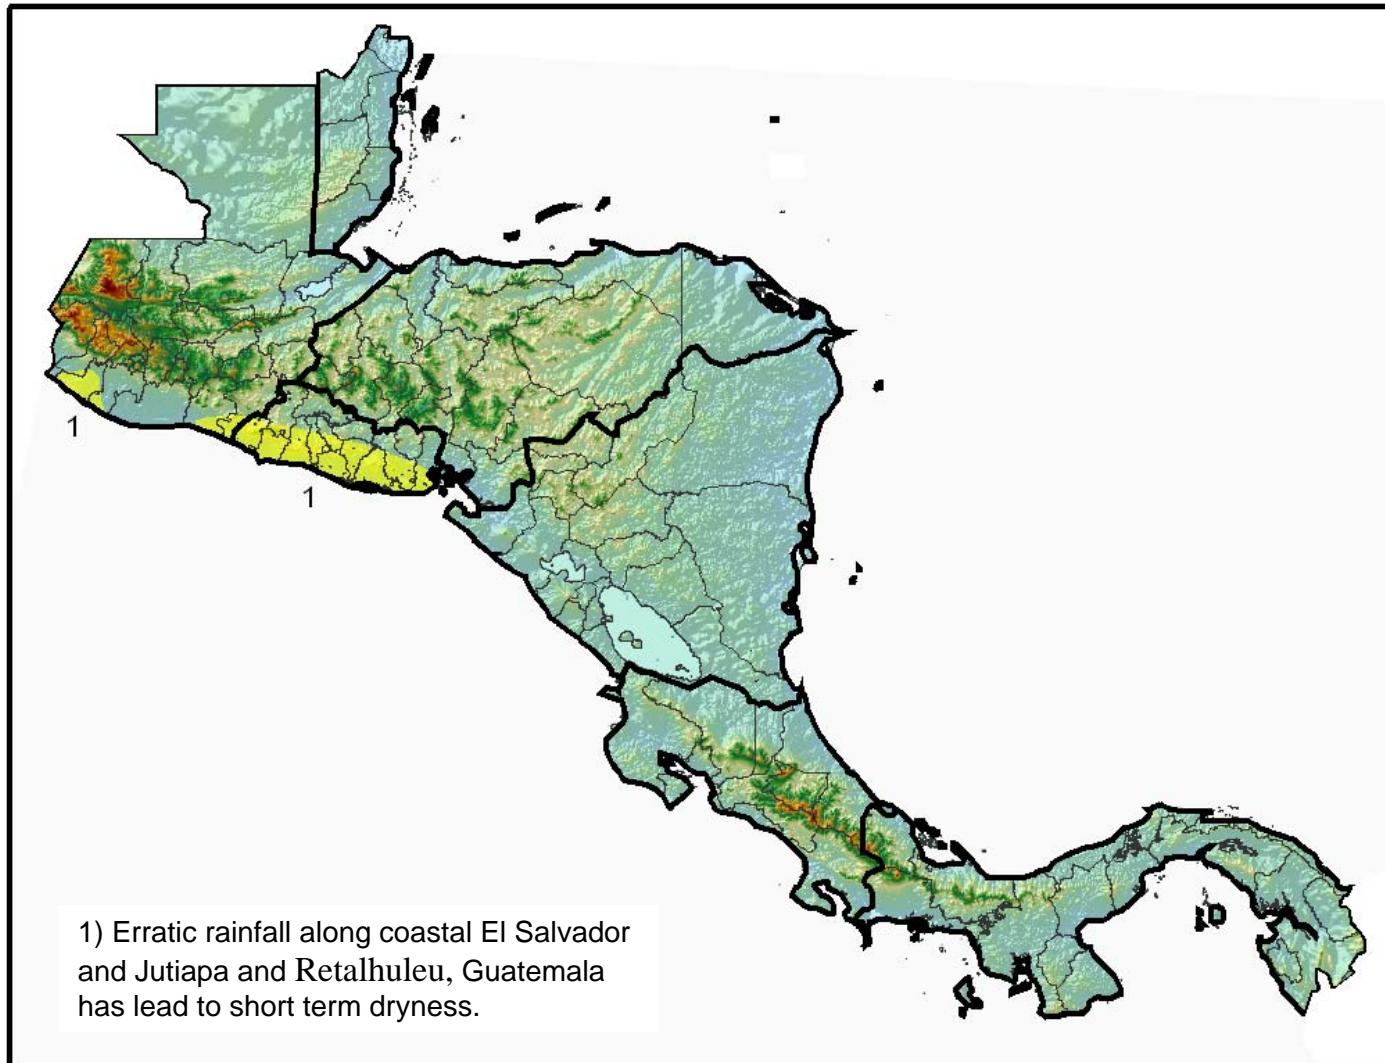 1
1
1) Erratic rainfall along coastal El Salvador
and Jutiapa and Retalhuleu, Guatemala
has lead to short term dryness.